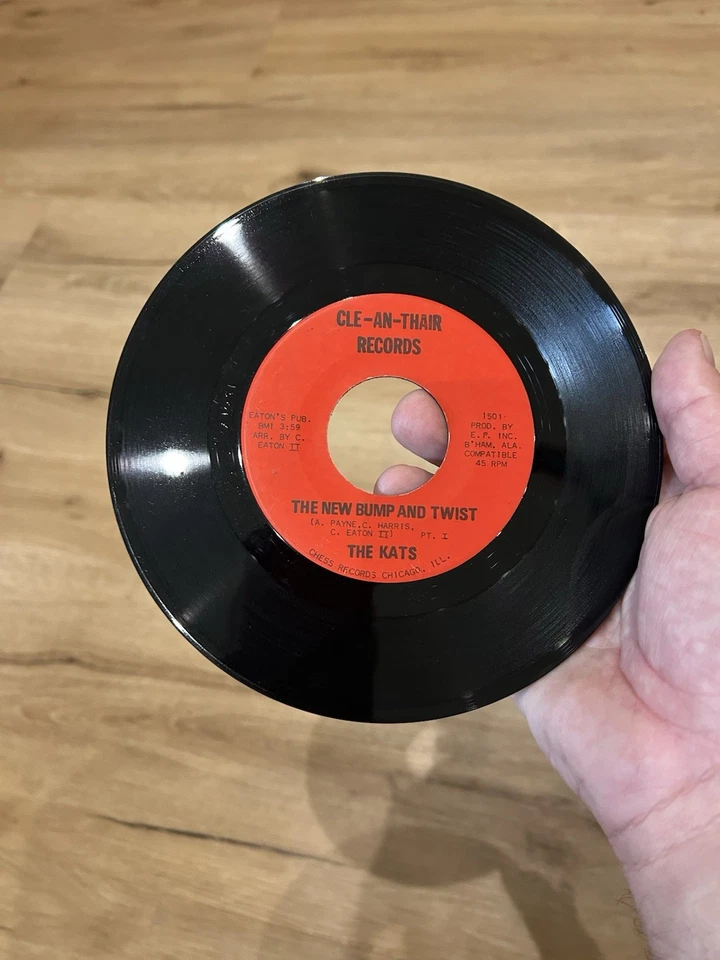 CLE-AN-THAIR
RECORDS
EATON'S PUB.
BMI 3:59
ARR. BY C.
EATON II
1501
PROD. BY
E.P. INC.
B'HAM. ALA.
COMPATIBLE
45 RPM
THE NEW BUMP AND TWIST
(A. PAYNE.C. HARRIS,
C. EATON II) PT. I
THE KATS
CHESS RECORDS CHICAGO, ILL.